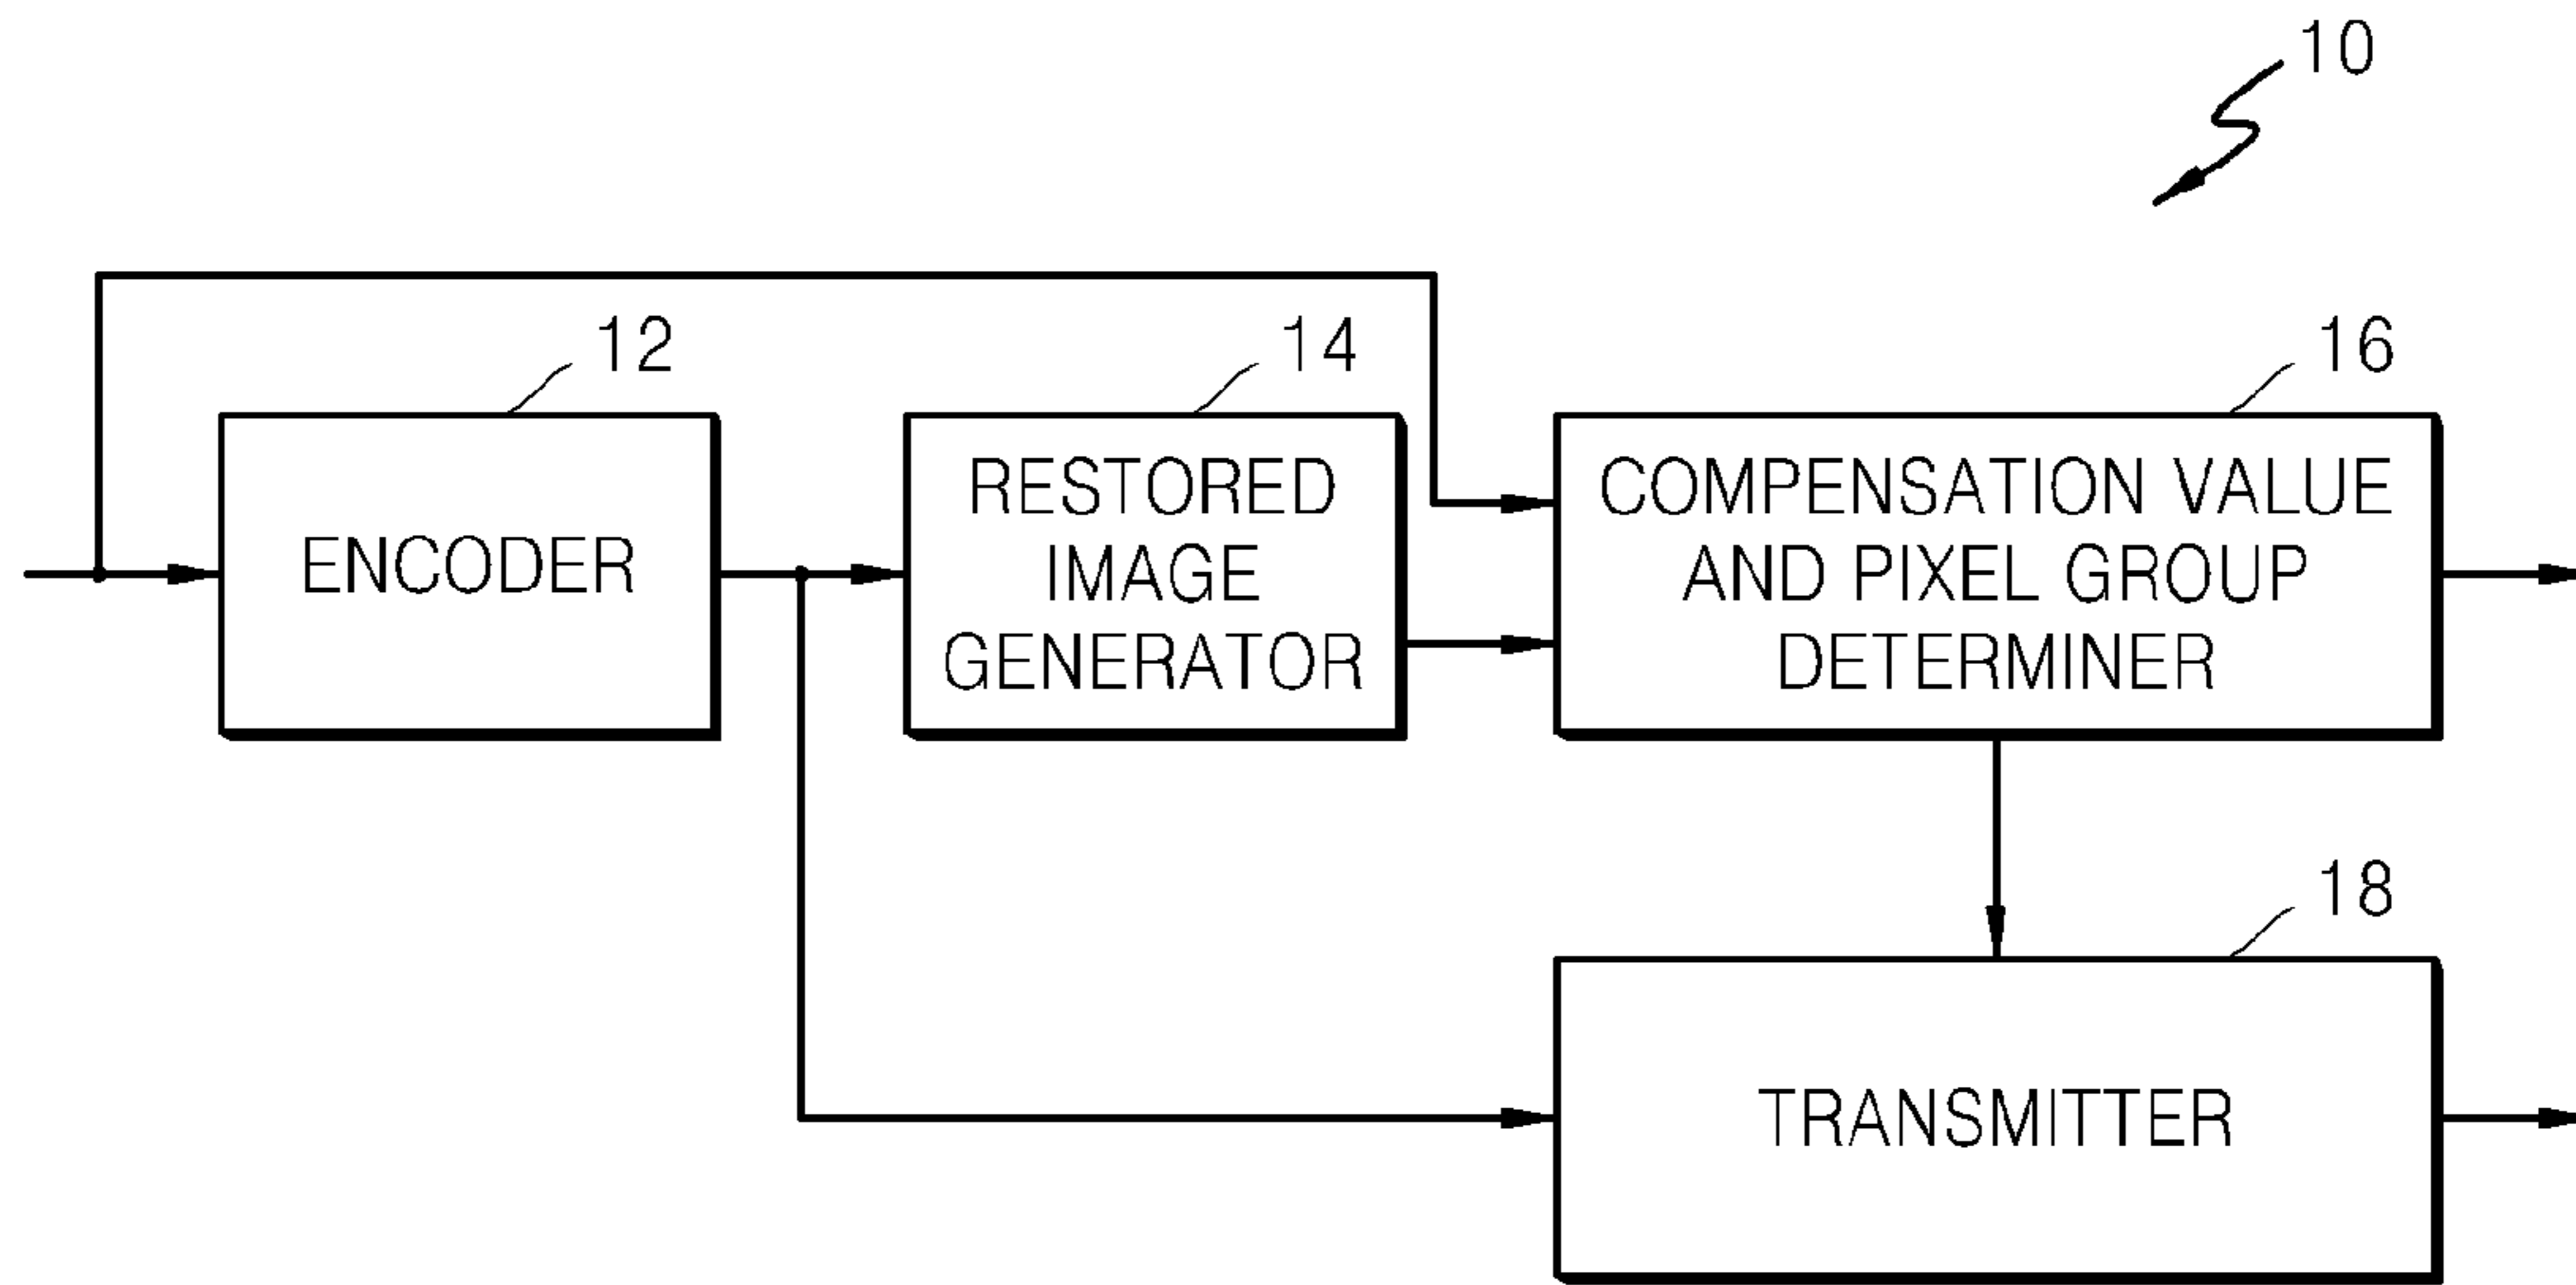 10
12
14
16
ENCODER
RESTORED
IMAGE
GENERATOR
COMPENSATION VALUE
AND PIXEL GROUP
DETERMINER
18
TRANSMITTER